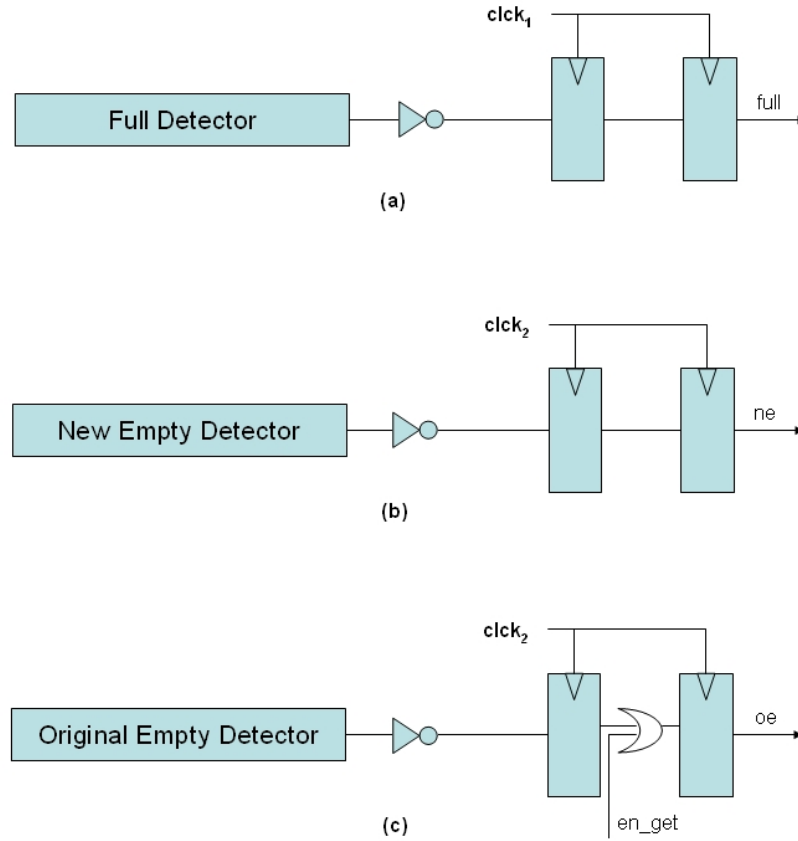 clck₁
Full Detector
full
(a)
clck₂
New Empty Detector
ne
(b)
clck₂
Original Empty Detector
oe
en_get
(c)